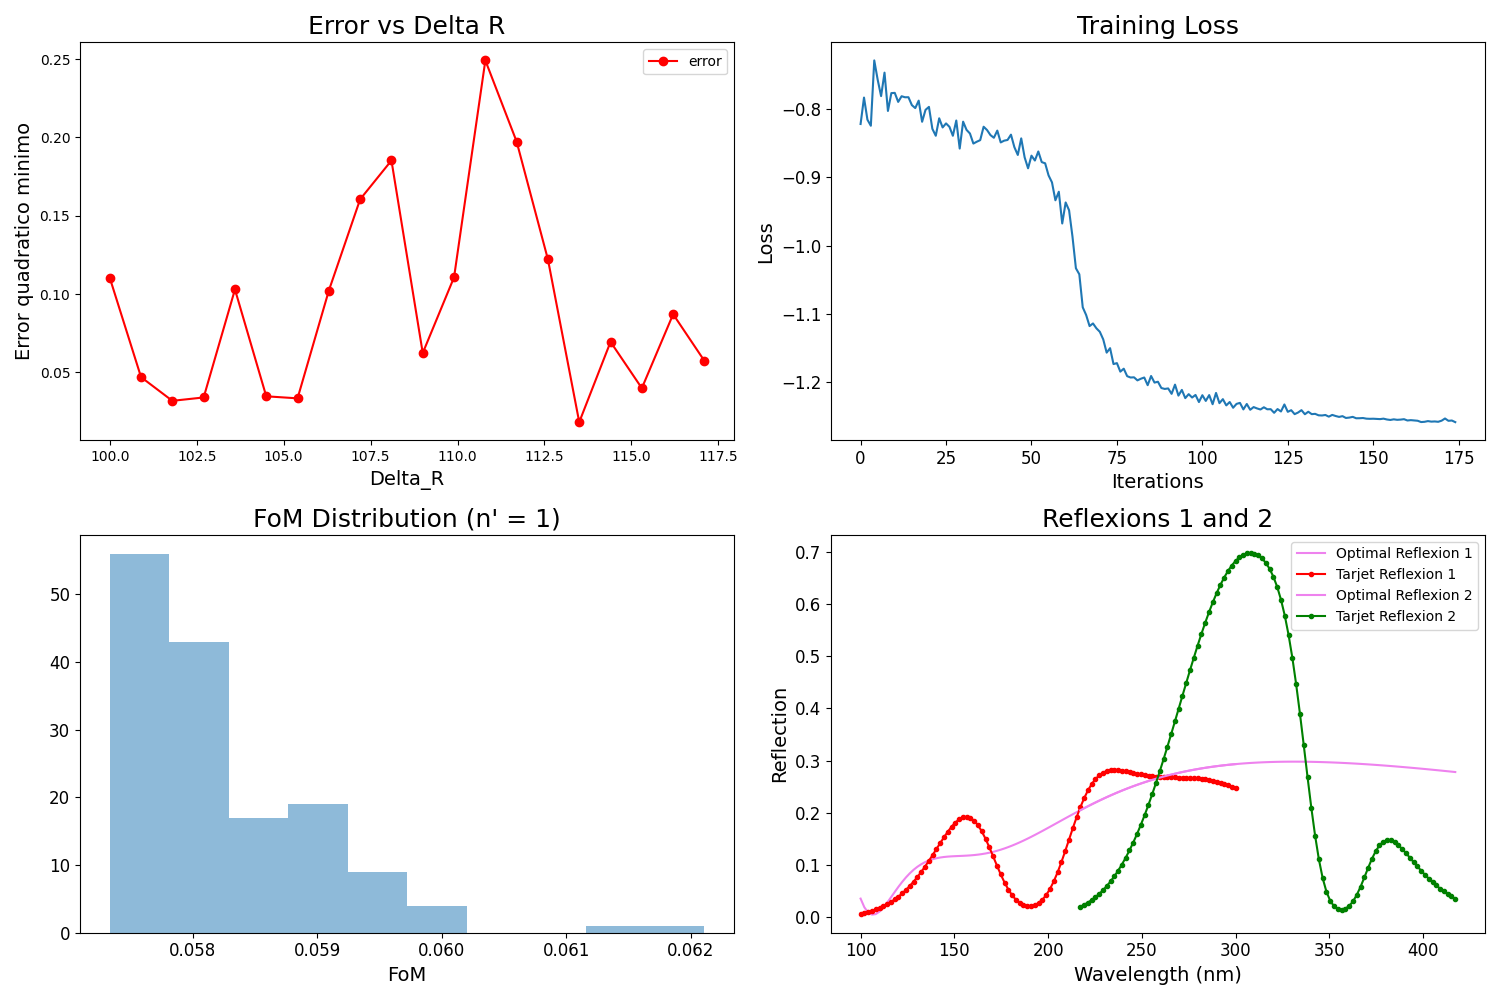 Error vs Delta R
error
Error quadratico minimo
0.25
0.20
0.15
0.10
0.05
100.0 102.5 105.0 107.5 110.0 112.5 115.0 117.5
Delta_R
Training Loss
Loss
−0.8
−0.9
−1.0
−1.1
−1.2
0 25 50 75 100 125 150 175
Iterations
FoM Distribution (n' = 1)
50
40
30
20
10
0
0.058 0.059 0.060 0.061 0.062
FoM
Reflexions 1 and 2
Optimal Reflexion 1
Tarjet Reflexion 1
Optimal Reflexion 2
Tarjet Reflexion 2
Reflection
0.7
0.6
0.5
0.4
0.3
0.2
0.1
0.0
100 150 200 250 300 350 400
Wavelength (nm)